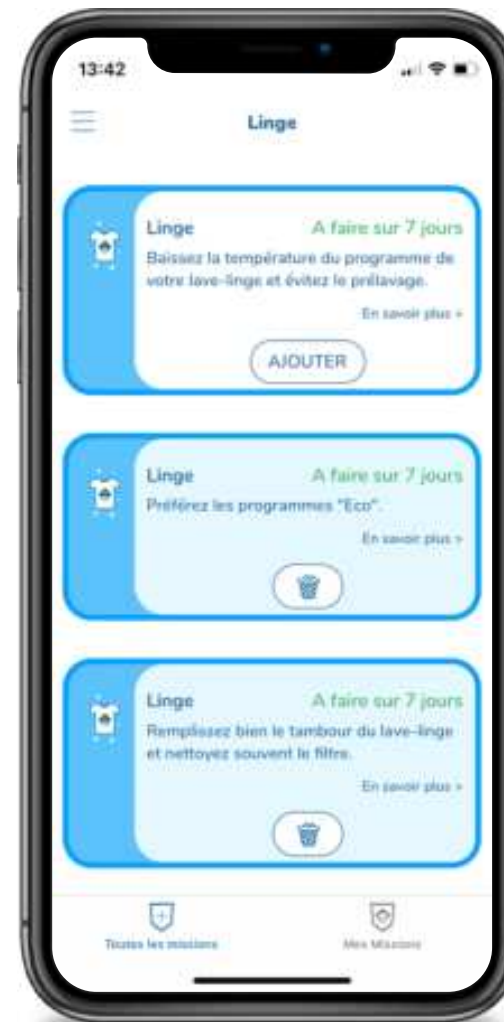 13:42
Linge
Linge A faire sur 7 jours
Baissez la température du programme de
votre lave-linge et évitez le prélavage.
En savoir plus >
AJOUTER
Linge A faire sur 7 jours
Préférez les programmes "Eco".
En savoir plus >
Linge A faire sur 7 jours
Remplissez bien le tambour du lave-linge
et nettoyez souvent le filtre.
En savoir plus >
Toutes les missions Mes Missions